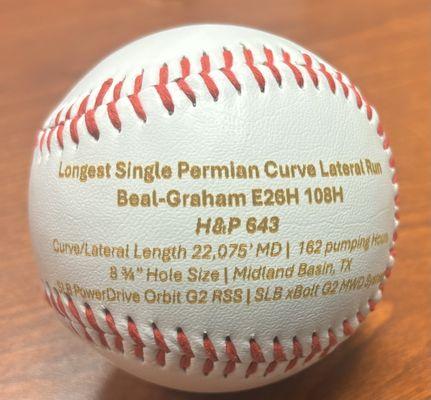 Longest Single Permian Curve Lateral Run
Beal-Graham E26H 108H
H&P 643
Curve/Lateral Length 22,075' MD | 162 pumping Hours
8 ¾" Hole Size | Midland Basin, TX
SLB PowerDrive Orbit G2 RSS | SLB xBolt G2 MWD System